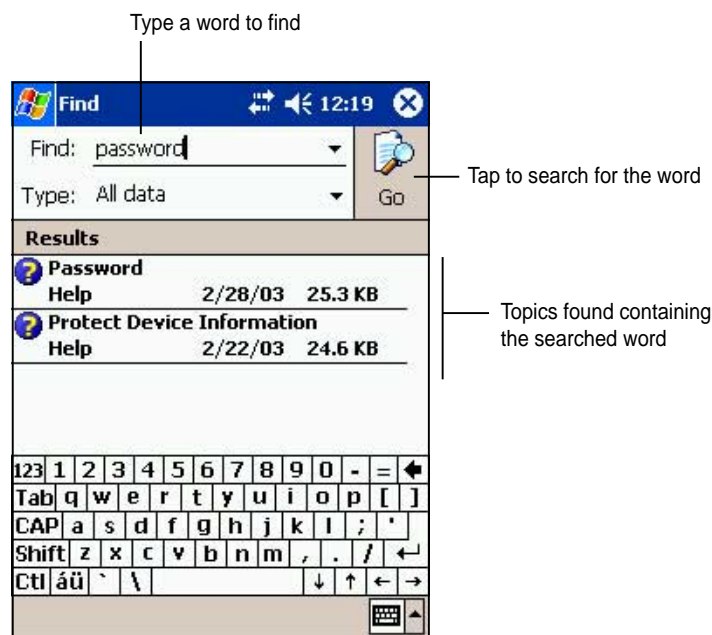 Type a word to find
Find 12:19
Find: password
Type: All data
Go
Tap to search for the word
Results
Password
Help 2/28/03 25.3 KB
Protect Device Information
Help 2/22/03 24.6 KB
Topics found containing
the searched word
123 1 2 3 4 5 6 7 8 9 0 - =
Tab q w e r t y u i o p [ ]
CAP a s d f g h j k l ; '
Shift z x c v b n m , . /
Ctl áü ` \